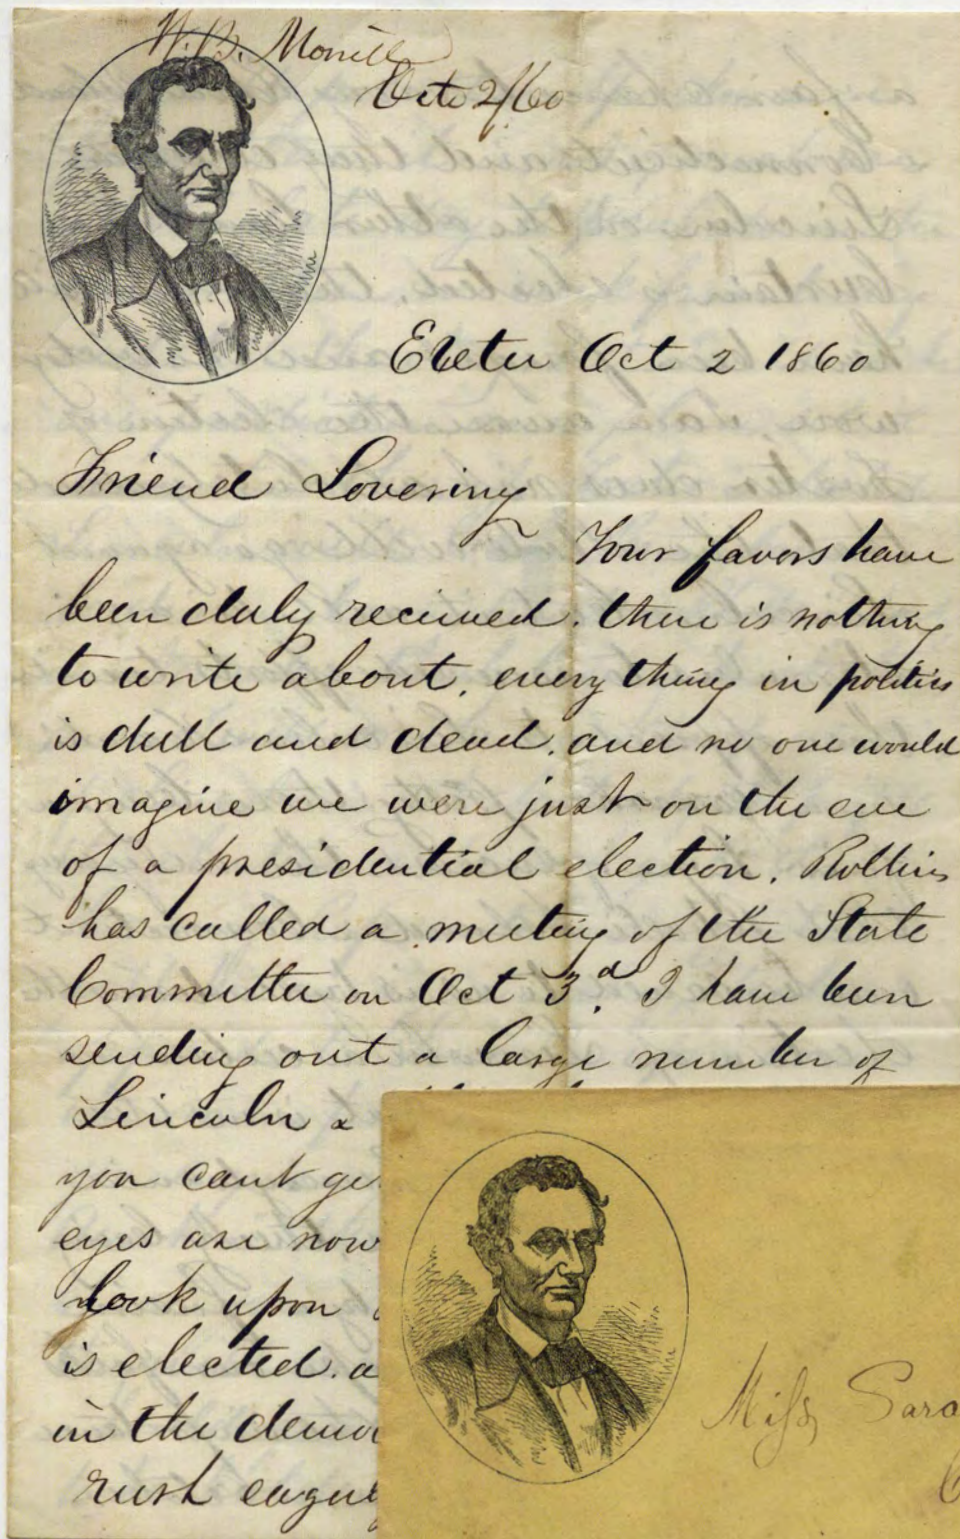 W. B. Morrill
Oct 2/60
Exeter Oct 2 1860
Friend Lovering
Your favors have
been duly recieved. there is nothing
to write about. every thing in politics
is dull and dead. and no one would
imagine we were just on the eve
of a presidential election. Rollins
has called a meeting of the State
Committee on Oct 3d. I have been
sending out a large number of
Lincoln &
you cant ge
eyes are now
look upon
is elected. a
in the demo
rush eager
Miss Sara